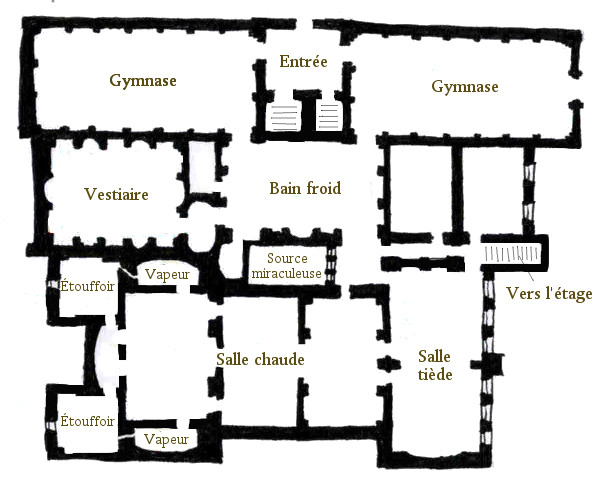 Entrée
Gymnase
Gymnase
Vestiaire
Bain froid
Source
miraculeuse
Étouffoir
Vapeur
Vers l'étage
Salle chaude
Salle
tiède
Étouffoir
Vapeur